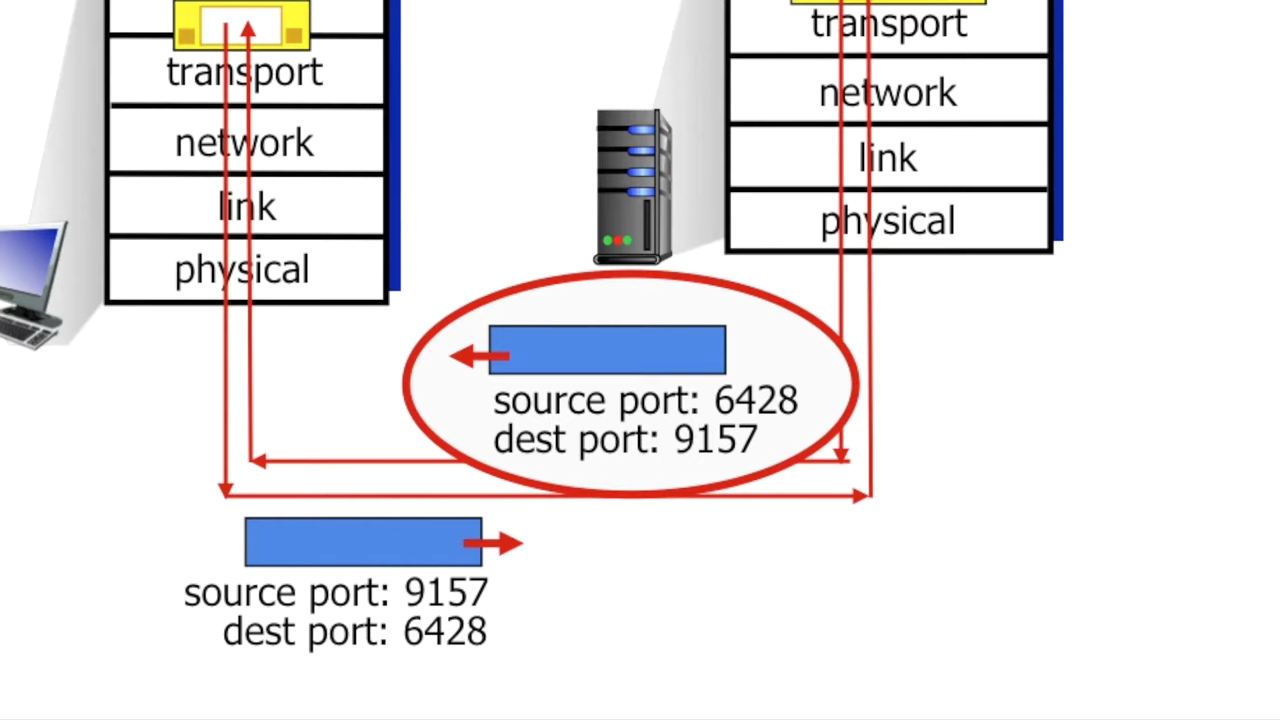 transport
network
link
physical
transport
network
link
physical
source port: 6428
dest port: 9157
source port: 9157
dest port: 6428